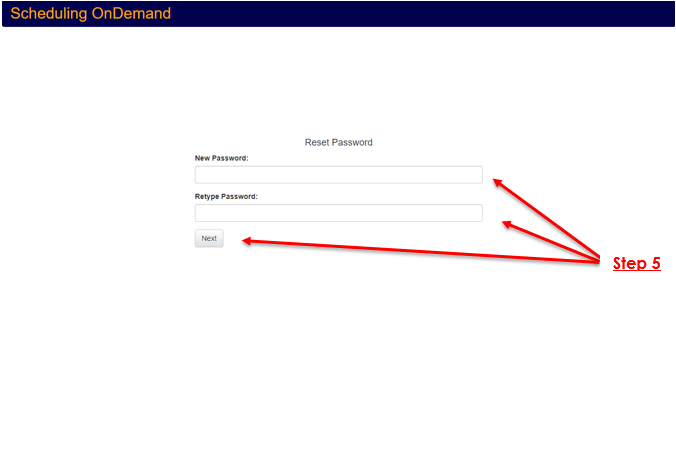 Scheduling OnDemand
Reset Password
New Password:
Retype Password:
Next
Step 5